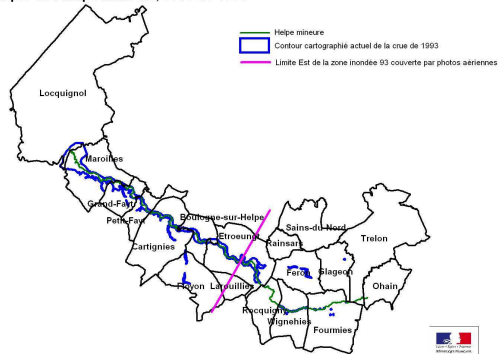 Helpe mineure
Contour cartographié actuel de la crue de 1993
Limite Est de la zone inondée 93 couverte par photos aériennes
Locquignol
Maroilles
Grand-Fayt
Petit-Fayt
Boulogne-sur-Helpe
Cartignies
Etroeungt
Sains-du-Nord
Rainsars
Trelon
Floyon
Larouillies
Féron
Glageon
Ohain
Rocquigny
Wignehies
Fourmies